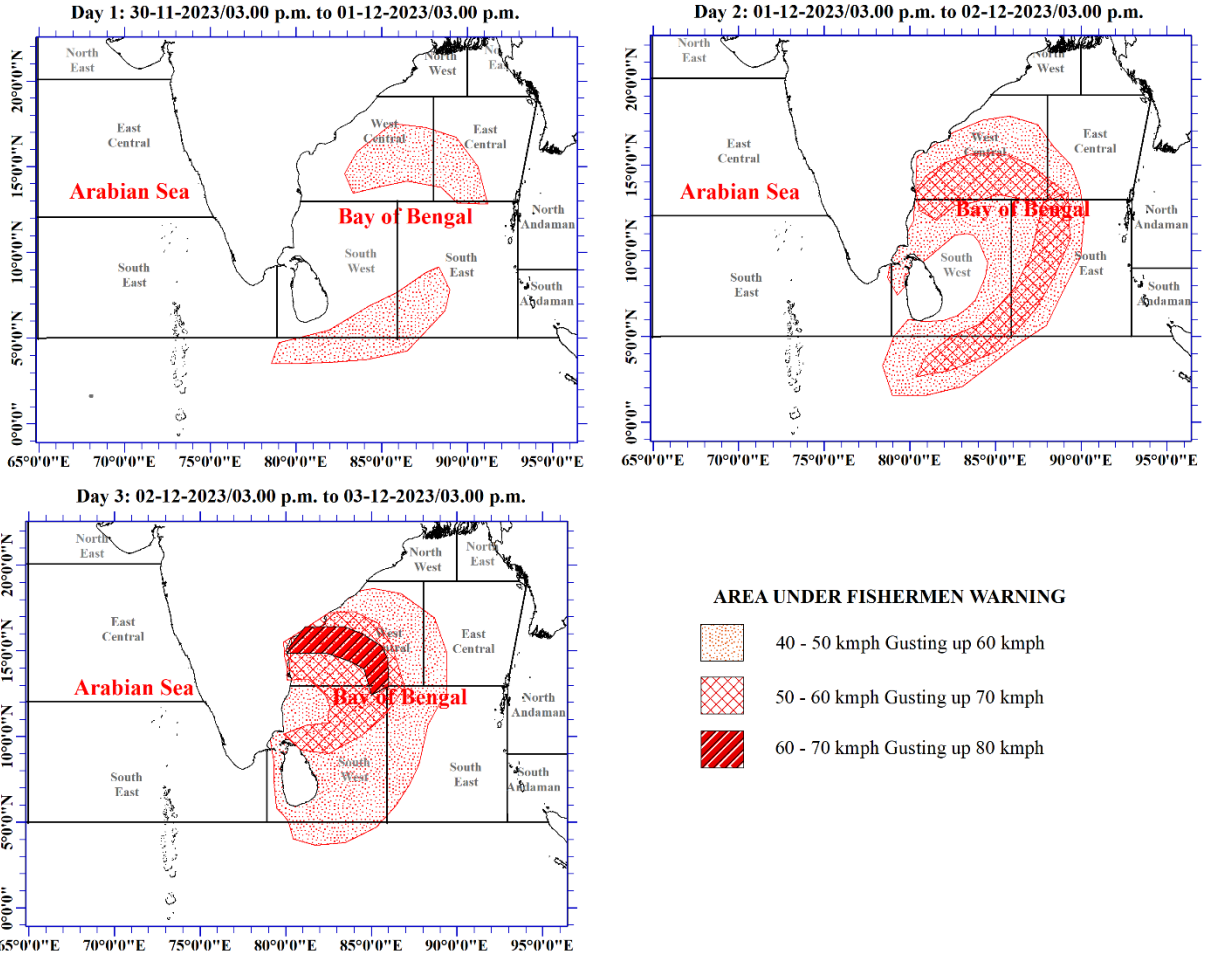 Day 1: 30-11-2023/03.00 p.m. to 01-12-2023/03.00 p.m.
North
East
North
West
East
Central
West
Central
East
Central
Arabian Sea
Bay of Bengal
North
Andaman
South
East
South
West
South
East
South
Andaman
20°0'0"N
15°0'0"N
10°0'0"N
5°0'0"N
0°0'0"
65°0'0"E 70°0'0"E 75°0'0"E 80°0'0"E 85°0'0"E 90°0'0"E 95°0'0"E
Day 2: 01-12-2023/03.00 p.m. to 02-12-2023/03.00 p.m.
North
East
North
West
East
Central
West
Central
East
Central
Arabian Sea
Bay of Bengal
North
Andaman
South
East
South
West
South
East
South
Andaman
20°0'0"N
15°0'0"N
10°0'0"N
5°0'0"N
0°0'0"
65°0'0"E 70°0'0"E 75°0'0"E 80°0'0"E 85°0'0"E 90°0'0"E 95°0'0"E
Day 3: 02-12-2023/03.00 p.m. to 03-12-2023/03.00 p.m.
North
East
North
West
North
East
East
Central
West
Central
East
Central
Arabian Sea
Bay of Bengal
North
Andaman
South
East
South
West
South
East
South
Andaman
20°0'0"N
15°0'0"N
10°0'0"N
5°0'0"N
0°0'0"
65°0'0"E 70°0'0"E 75°0'0"E 80°0'0"E 85°0'0"E 90°0'0"E 95°0'0"E
AREA UNDER FISHERMEN WARNING
40 - 50 kmph Gusting up 60 kmph
50 - 60 kmph Gusting up 70 kmph
60 - 70 kmph Gusting up 80 kmph